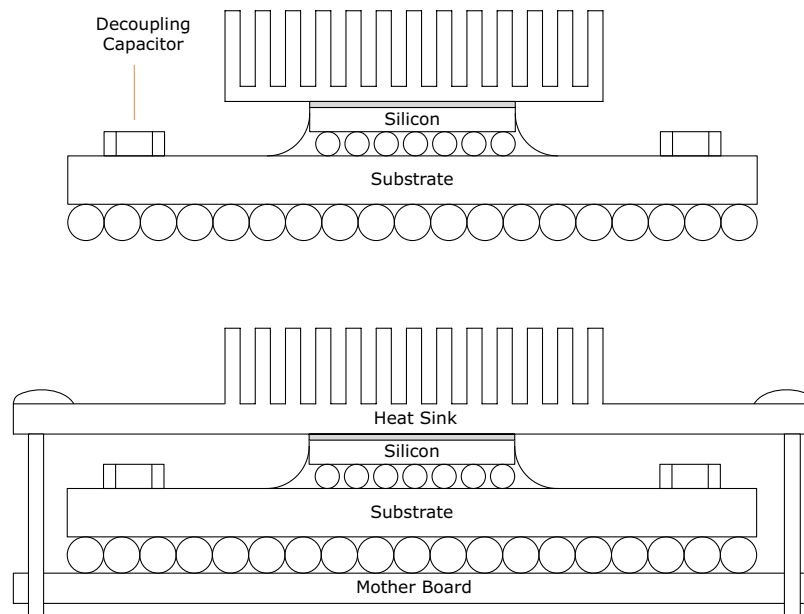 Decoupling
Capacitor
Silicon
Substrate
Heat Sink
Silicon
Substrate
Mother Board